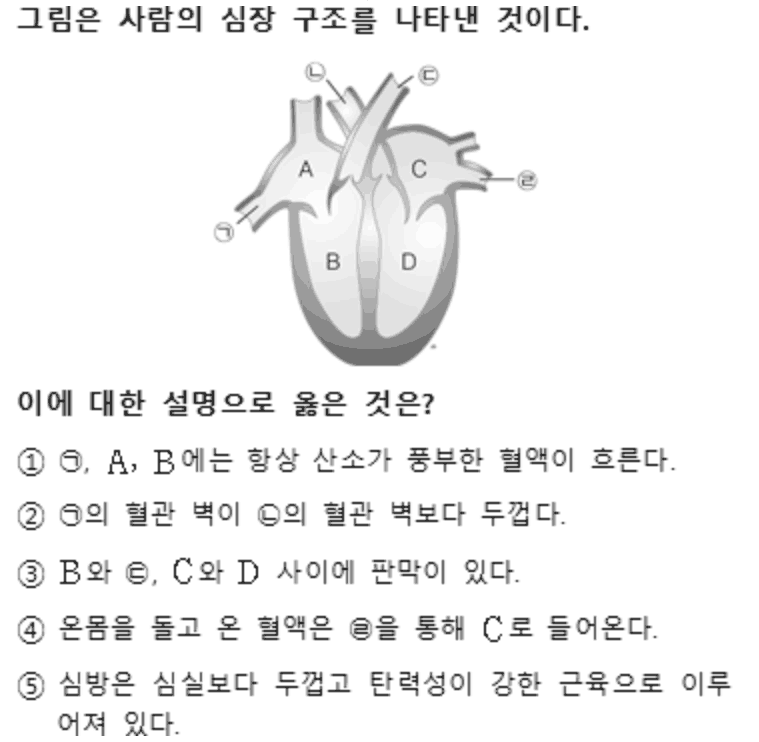 그림은 사람의 심장 구조를 나타낸 것이다.
㉡
㉢
A
C
㉣
㉠
B
D
이에 대한 설명으로 옳은 것은?
① ㉠, A, B에는 항상 산소가 풍부한 혈액이 흐른다.
② ㉠의 혈관 벽이 ㉡의 혈관 벽보다 두껍다.
③ B와 ㉢, C와 D 사이에 판막이 있다.
④ 온몸을 돌고 온 혈액은 ㉣을 통해 C로 들어온다.
⑤ 심방은 심실보다 두껍고 탄력성이 강한 근육으로 이루
어져 있다.